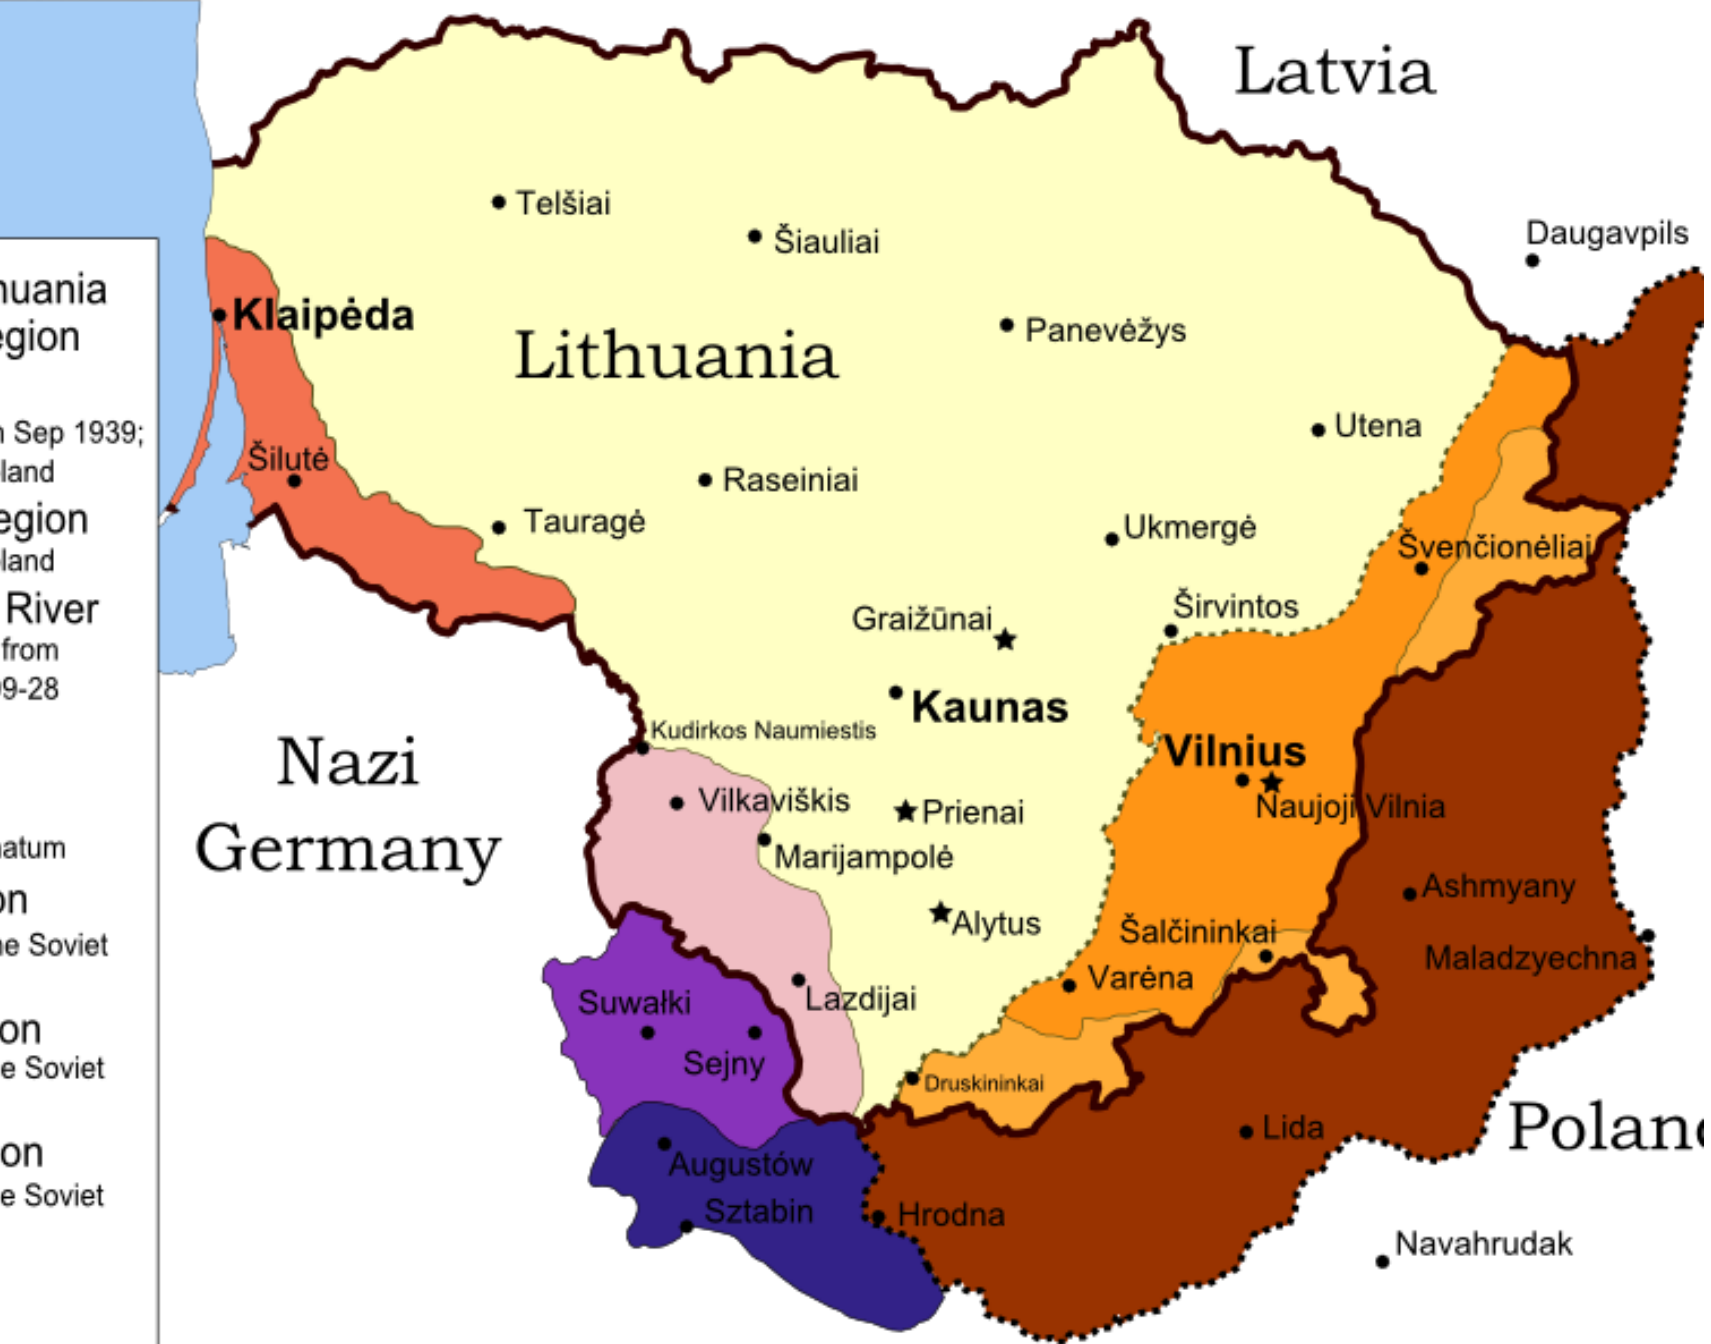 Latvia
Daugavpils
Telšiai
Šiauliai
Klaipėda
Lithuania
Panevėžys
Utena
Šilutė
Raseiniai
Tauragė
Ukmergė
Švenčionėliai
Širvintos
Graižūnai
Kaunas
Kudirkos Naumiestis
Nazi
Germany
Vilnius
Naujoji Vilnia
Vilkaviškis
Prienai
Marijampolė
Alytus
Ashmyany
Šalčininkai
Maladzyechna
Varėna
Lazdijai
Suwałki
Sejny
Druskininkai
Lida
Polan
Augustów
Sztabin
Hrodna
Navahrudak
huania
egion
n Sep 1939;
land
egion
land
River
from
9-28
atum
on
ne Soviet
on
e Soviet
on
e Soviet